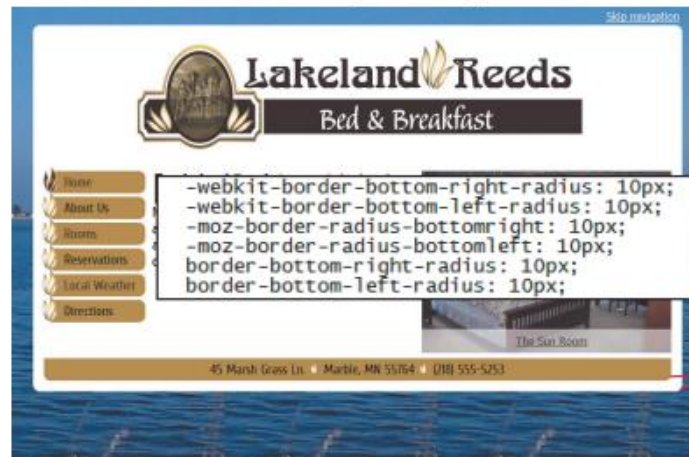 Skip navigation
Lakeland Reeds
Bed & Breakfast
Home
About Us
Rooms
Reservations
Local Weather
Directions
-webkit-border-bottom-right-radius: 10px;
-webkit-border-bottom-left-radius: 10px;
-moz-border-radius-bottomright: 10px;
-moz-border-radius-bottomleft: 10px;
border-bottom-right-radius: 10px;
border-bottom-left-radius: 10px;
The Sun Room
45 Marsh Grass Ln. Marble, MN 55764 (218) 555-5253